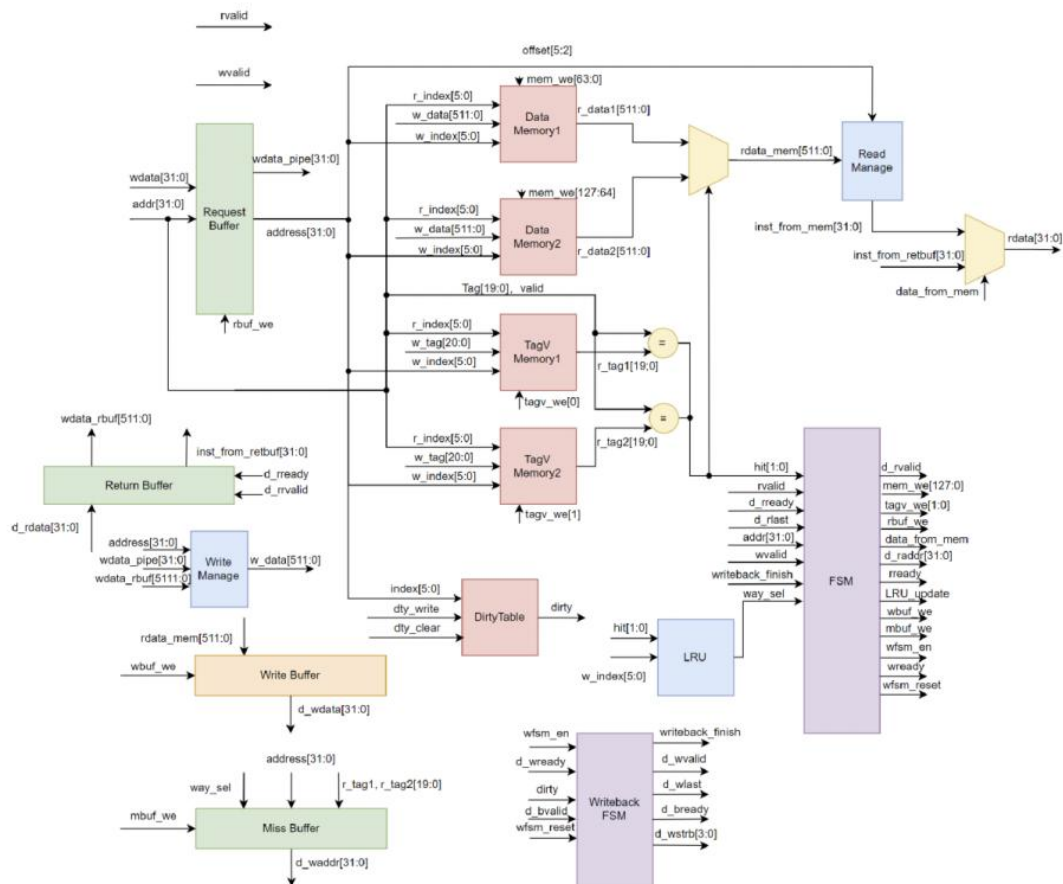 rvalid
wvalid
offset[5:2]
mem_we[63:0]
r_index[5:0]
w_data[511:0]
w_index[5:0]
Data
Memory1
r_data1[511:0]
wdata_pipe[31:0]
wdata[31:0]
addr[31:0]
Request
Buffer
address[31:0]
rbuf_we
mem_we[127:64]
r_index[5:0]
w_data[511:0]
w_index[5:0]
Data
Memory2
r_data2[511:0]
rdata_mem[511:0]
Read
Manage
inst_from_mem[31:0]
inst_from_retbuf[31:0]
data_from_mem
rdata[31:0]
Tag[19:0], valid
r_index[5:0]
w_tag[20:0]
w_index[5:0]
TagV
Memory1
tagv_we[0]
=
r_tag1[19:0]
r_index[5:0]
w_tag[20:0]
w_index[5:0]
TagV
Memory2
tagv_we[1]
=
r_tag2[19:0]
wdata_rbuf[511:0]
inst_from_retbuf[31:0]
Return Buffer
d_rready
d_rrvalid
d_rdata[31:0]
address[31:0]
wdata_pipe[31:0]
wdata_rbuf[5111:0]
Write
Manage
w_data[511:0]
index[5:0]
dty_write
dty_clear
DirtyTable
dirty
hit[1:0]
w_index[5:0]
LRU
way_sel
hit[1:0]
rvalid
d_rready
d_rlast
addr[31:0]
wvalid
writeback_finish
FSM
d_rvalid
mem_we[127:0]
tagv_we[1:0]
rbuf_we
data_from_mem
d_raddr[31:0]
rready
LRU_update
wbuf_we
mbuf_we
wfsm_en
wready
wfsm_reset
rdata_mem[511:0]
wbuf_we
Write Buffer
d_wdata[31:0]
address[31:0]
way_sel
r_tag1, r_tag2[19:0]
mbuf_we
Miss Buffer
d_waddr[31:0]
wfsm_en
d_wready
dirty
d_bvalid
wfsm_reset
Writeback
FSM
writeback_finish
d_wvalid
d_wlast
d_bready
d_wstrb[3:0]